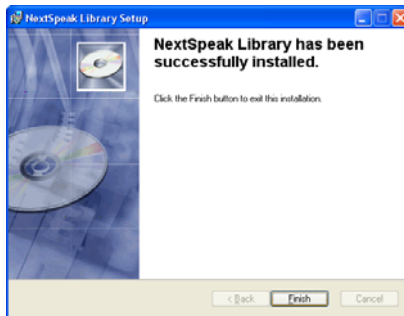 NextSpeak Library Setup
NextSpeak Library has been
successfully installed.
Click the Finish button to exit this installation.
< Back
Finish
Cancel